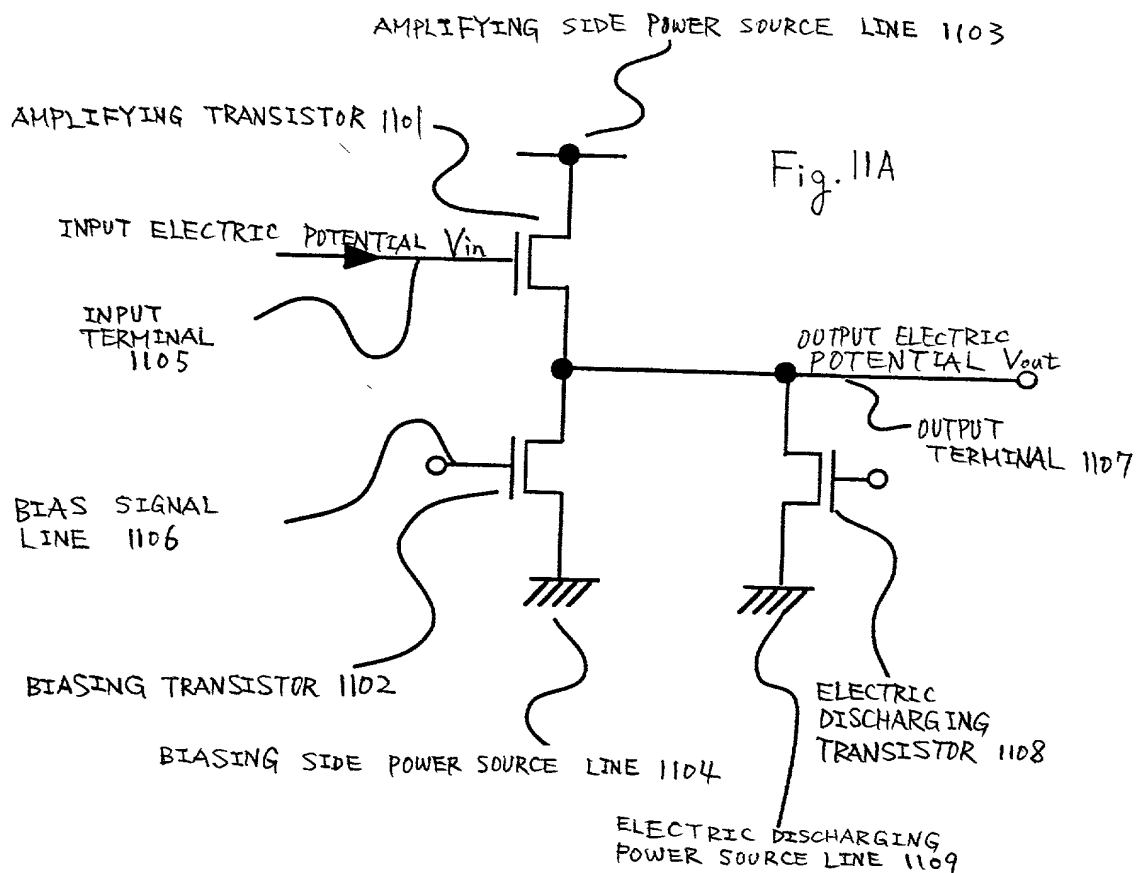 AMPLIFYING SIDE POWER SOURCE LINE 1103
AMPLIFYING TRANSISTOR 1101
Fig. 11A
INPUT ELECTRIC POTENTIAL Vin
INPUT
TERMINAL
1105
OUTPUT ELECTRIC
POTENTIAL Vout
OUTPUT
TERMINAL 1107
BIAS SIGNAL
LINE 1106
BIASING TRANSISTOR 1102
ELECTRIC
DISCHARGING
TRANSISTOR 1108
BIASING SIDE POWER SOURCE LINE 1104
ELECTRIC DISCHARGING
POWER SOURCE LINE 1109